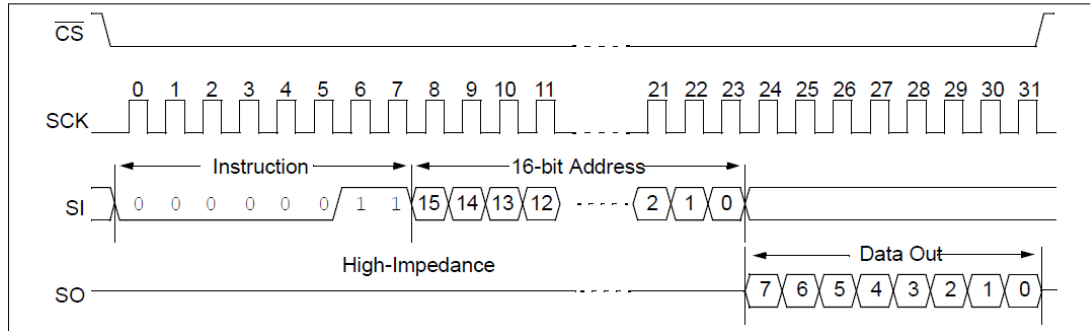 CS
0 1 2 3 4 5 6 7 8 9 10 11 21 22 23 24 25 26 27 28 29 30 31
SCK
Instruction 16-bit Address
SI 0 0 0 0 0 0 1 1 15 14 13 12 2 1 0
High-Impedance Data Out
SO 7 6 5 4 3 2 1 0